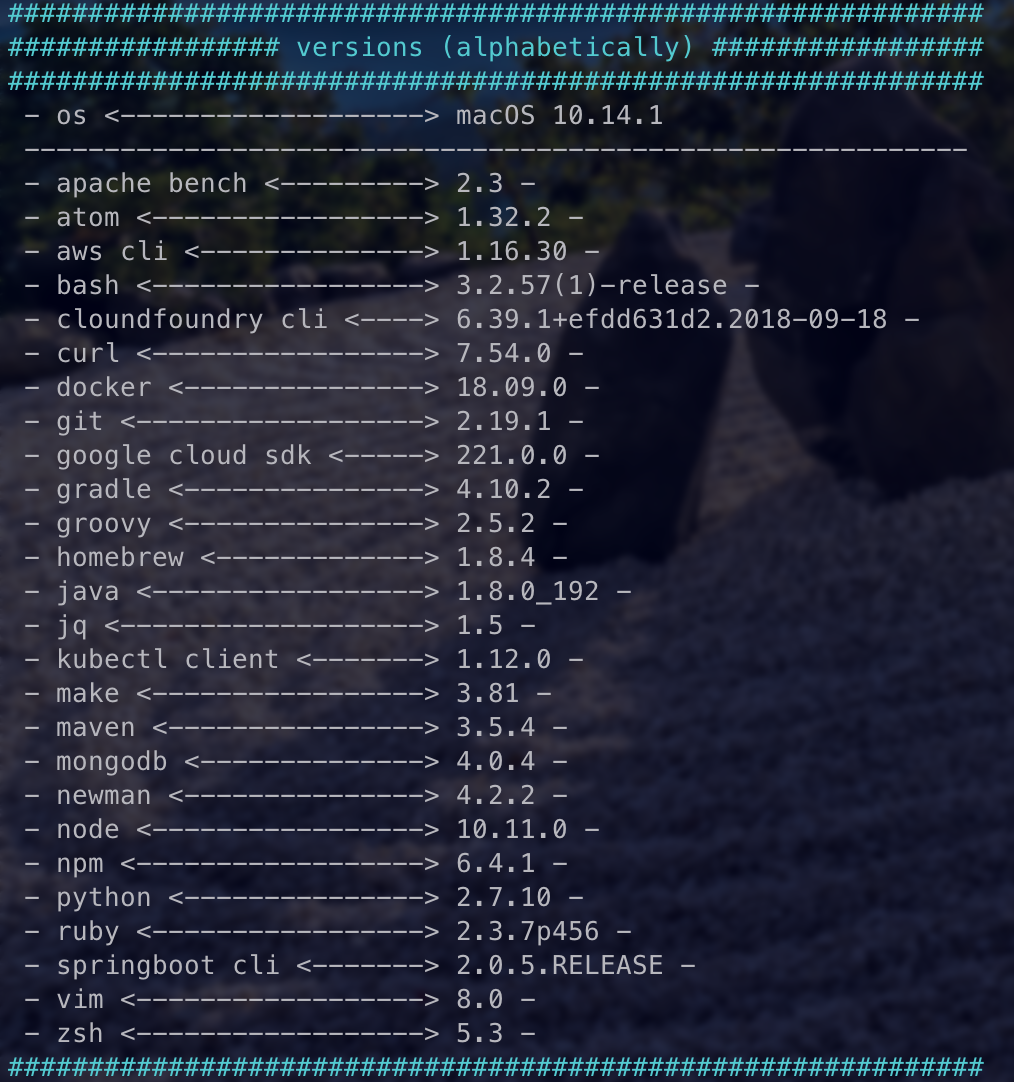 #############################################################
################# versions (alphabetically) #################
#############################################################
– os <–––––––––––––––––––> macOS 10.14.1
–––––––––––––––––––––––––––––––––––––––––––––––––––––––––––
– apache bench <–––––––––> 2.3 –
– atom <–––––––––––––––––> 1.32.2 –
– aws cli <––––––––––––––> 1.16.30 –
– bash <–––––––––––––––––> 3.2.57(1)–release –
– cloundfoundry cli <––––> 6.39.1+efdd631d2.2018–09–18 –
– curl <–––––––––––––––––> 7.54.0 –
– docker <–––––––––––––––> 18.09.0 –
– git <––––––––––––––––––> 2.19.1 –
– google cloud sdk <–––––> 221.0.0 –
– gradle <–––––––––––––––> 4.10.2 –
– groovy <–––––––––––––––> 2.5.2 –
– homebrew <–––––––––––––> 1.8.4 –
– java <–––––––––––––––––> 1.8.0_192 –
– jq <–––––––––––––––––––> 1.5 –
– kubectl client <–––––––> 1.12.0 –
– make <–––––––––––––––––> 3.81 –
– maven <––––––––––––––––> 3.5.4 –
– mongodb <––––––––––––––> 4.0.4 –
– newman <–––––––––––––––> 4.2.2 –
– node <–––––––––––––––––> 10.11.0 –
– npm <––––––––––––––––––> 6.4.1 –
– python <–––––––––––––––> 2.7.10 –
– ruby <–––––––––––––––––> 2.3.7p456 –
– springboot cli <–––––––> 2.0.5.RELEASE –
– vim <––––––––––––––––––> 8.0 –
– zsh <––––––––––––––––––> 5.3 –
#############################################################